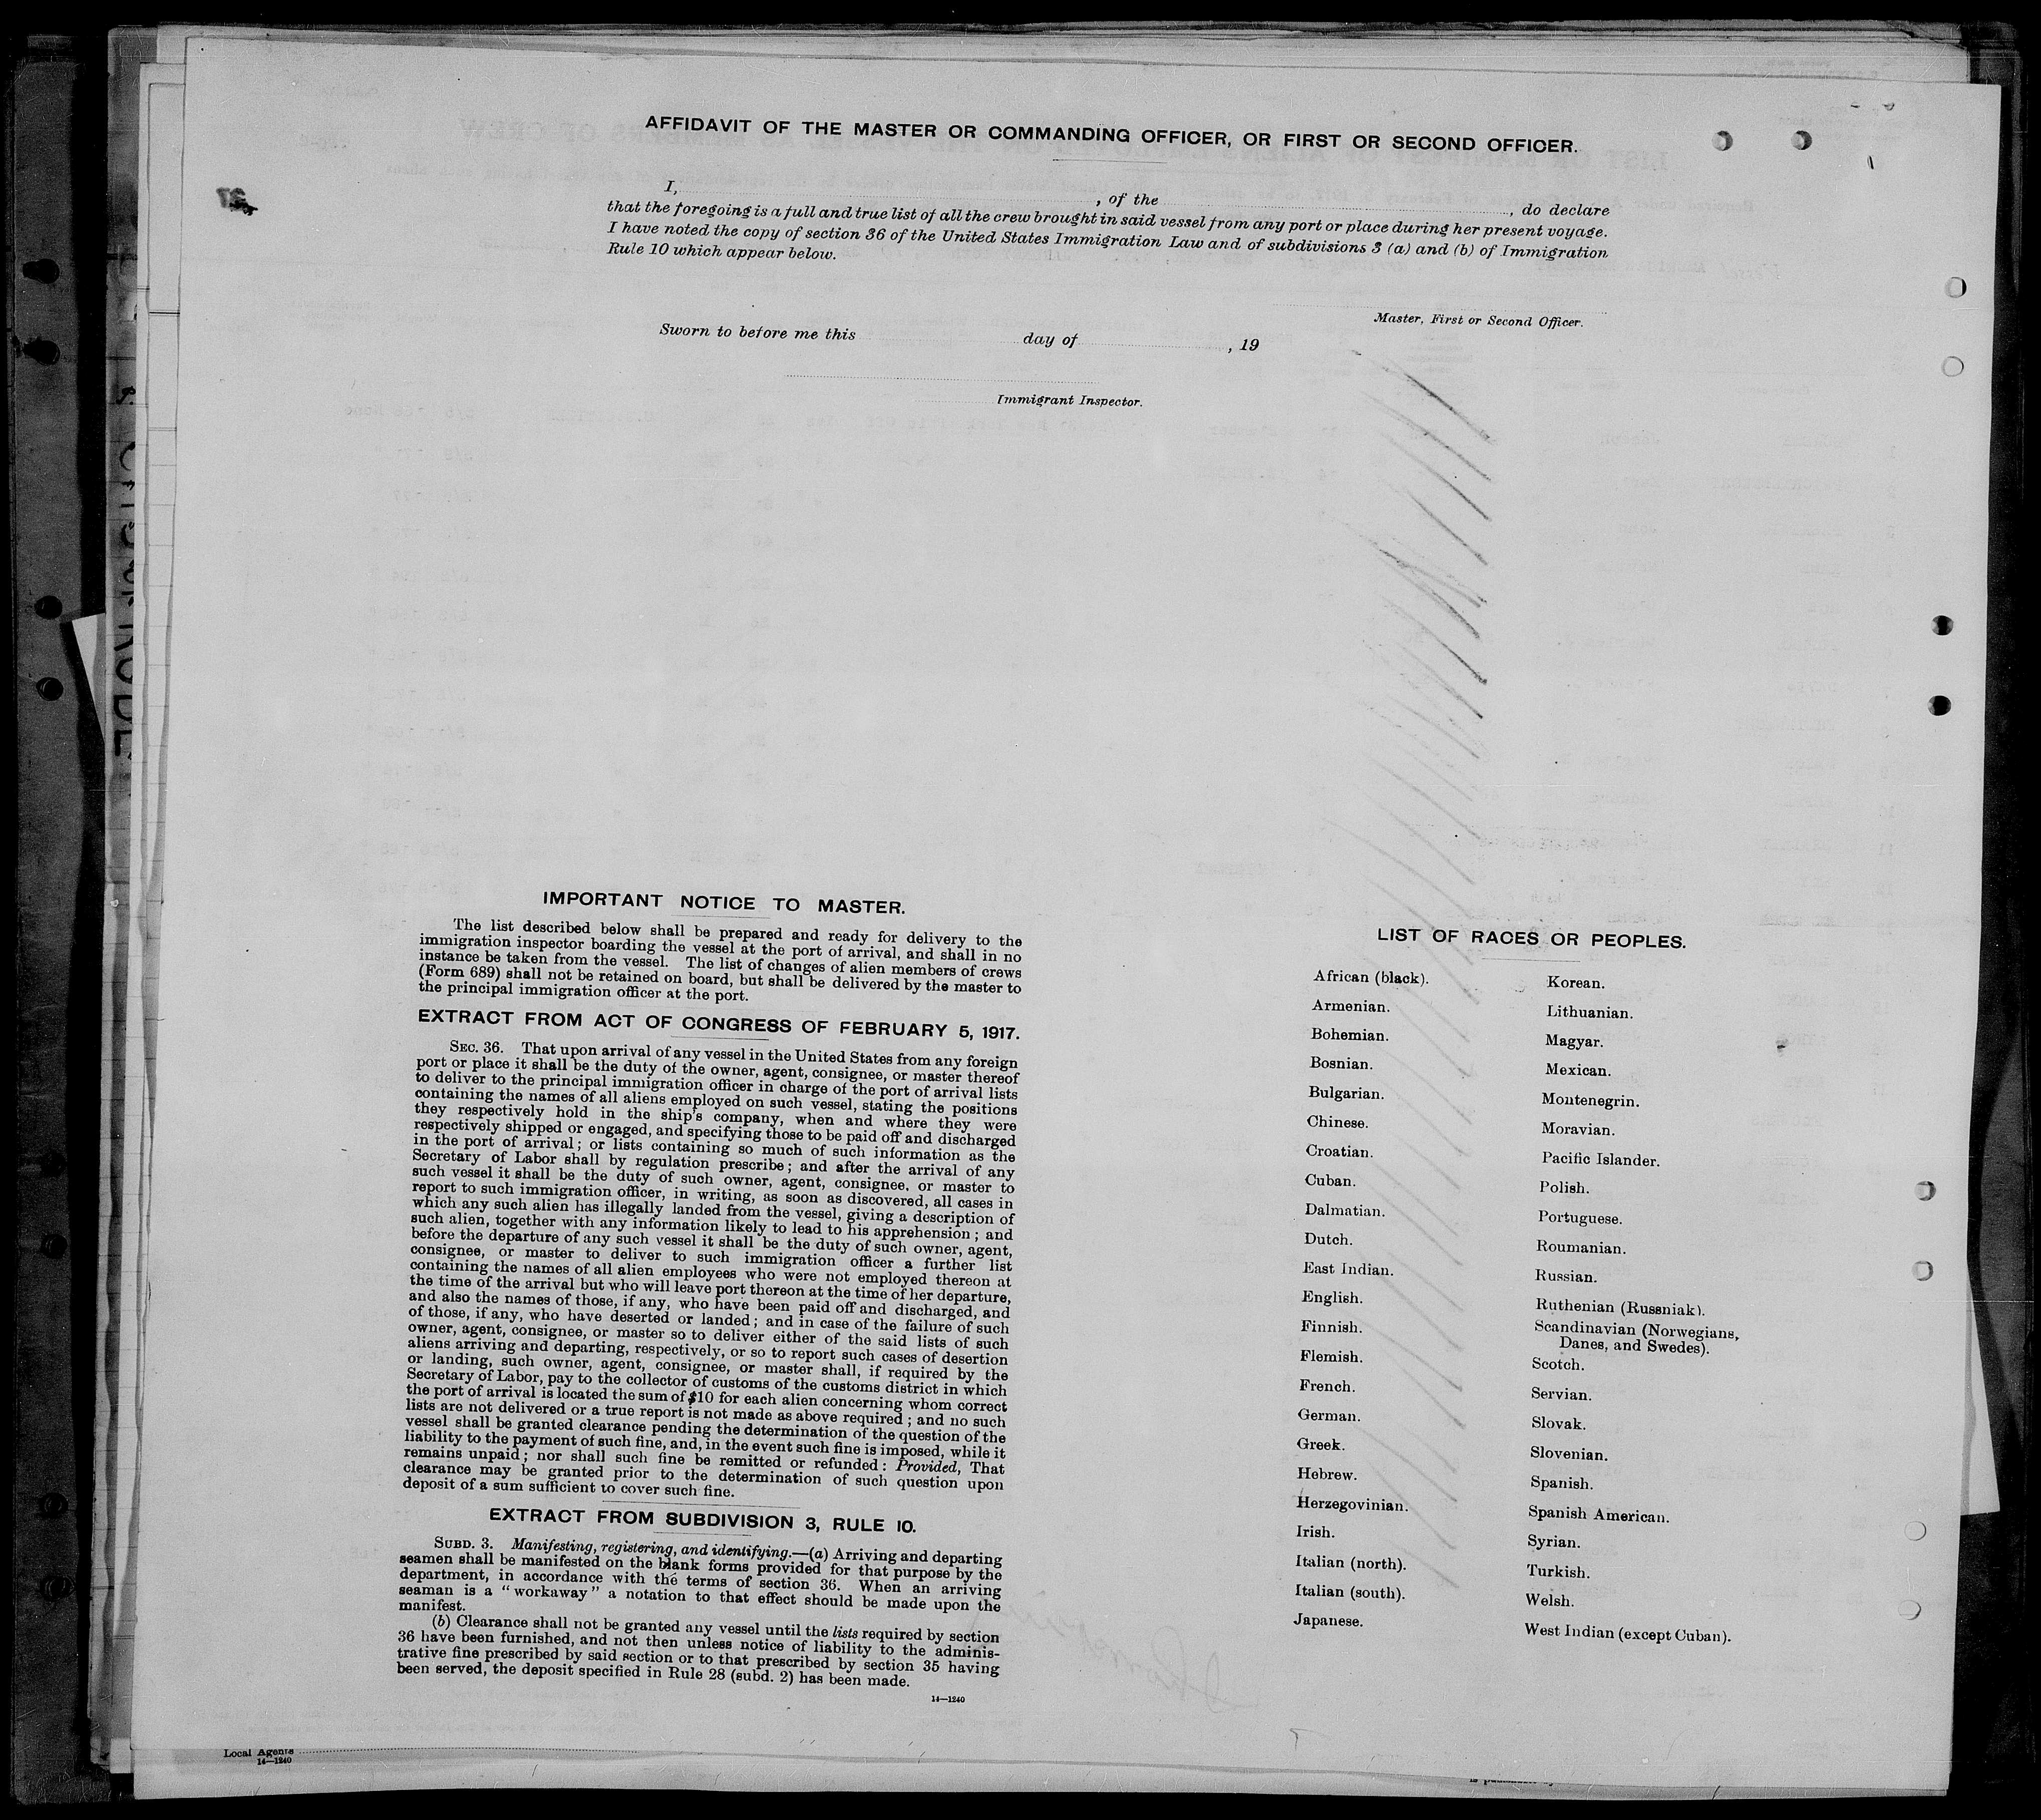 AFFIDAVIT OF THE MASTER OR COMMANDING OFFICER, OR FIRST OR SECOND OFFICER.
I, , of the , do declare
that the foregoing is a full and true list of all the crew brought in said vessel from any port or place during her present voyage.
I have noted the copy of section 36 of the United States Immigration Law and of subdivisions 3 (a) and (b) of Immigration
Rule 10 which appear below.
Master, First or Second Officer.
Sworn to before me this day of , 19
Immigrant Inspector.
IMPORTANT NOTICE TO MASTER.
The list described below shall be prepared and ready for delivery to the
immigration inspector boarding the vessel at the port of arrival, and shall in no
instance be taken from the vessel. The list of changes of alien members of crews
(Form 689) shall not be retained on board, but shall be delivered by the master to
the principal immigration officer at the port.
EXTRACT FROM ACT OF CONGRESS OF FEBRUARY 5, 1917.
SEC. 36. That upon arrival of any vessel in the United States from any foreign
port or place it shall be the duty of the owner, agent, consignee, or master thereof
to deliver to the principal immigration officer in charge of the port of arrival lists
containing the names of all aliens employed on such vessel, stating the positions
they respectively hold in the ship's company, when and where they were
respectively shipped or engaged, and specifying those to be paid off and discharged
in the port of arrival; or lists containing so much of such information as the
Secretary of Labor shall by regulation prescribe; and after the arrival of any
such vessel it shall be the duty of such owner, agent, consignee, or master to
report to such immigration officer, in writing, as soon as discovered, all cases in
which any such alien has illegally landed from the vessel, giving a description of
such alien, together with any information likely to lead to his apprehension; and
before the departure of any such vessel it shall be the duty of such owner, agent,
consignee, or master to deliver to such immigration officer a further list
containing the names of all alien employees who were not employed thereon at
the time of the arrival but who will leave port thereon at the time of her departure,
and also the names of those, if any, who have been paid off and discharged, and
of those, if any, who have deserted or landed; and in case of the failure of such
owner, agent, consignee, or master so to deliver either of the said lists of such
aliens arriving and departing, respectively, or so to report such cases of desertion
or landing, such owner, agent, consignee, or master shall, if required by the
Secretary of Labor, pay to the collector of customs of the customs district in which
the port of arrival is located the sum of $10 for each alien concerning whom correct
lists are not delivered or a true report is not made as above required; and no such
vessel shall be granted clearance pending the determination of the question of the
liability to the payment of such fine, and, in the event such fine is imposed, while it
remains unpaid; nor shall such fine be remitted or refunded: Provided, That
clearance may be granted prior to the determination of such question upon
deposit of a sum sufficient to cover such fine.
EXTRACT FROM SUBDIVISION 3, RULE 10.
SUBD. 3. Manifesting, registering, and identifying.—(a) Arriving and departing
seamen shall be manifested on the blank forms provided for that purpose by the
department, in accordance with the terms of section 36. When an arriving
seaman is a "workaway" a notation to that effect should be made upon the
manifest.
(b) Clearance shall not be granted any vessel until the lists required by section
36 have been furnished, and not then unless notice of liability to the adminis-
trative fine prescribed by said section or to that prescribed by section 35 having
been served, the deposit specified in Rule 28 (subd. 2) has been made.
14—1240
LIST OF RACES OR PEOPLES.
African (black).
Armenian.
Bohemian.
Bosnian.
Bulgarian.
Chinese.
Croatian.
Cuban.
Dalmatian.
Dutch.
East Indian.
English.
Finnish.
Flemish.
French.
German.
Greek.
Hebrew.
Herzegovinian.
Irish.
Italian (north).
Italian (south).
Japanese.
Korean.
Lithuanian.
Magyar.
Mexican.
Montenegrin.
Moravian.
Pacific Islander.
Polish.
Portuguese.
Roumanian.
Russian.
Ruthenian (Russniak).
Scandinavian (Norwegians,
Danes, and Swedes).
Scotch.
Servian.
Slovak.
Slovenian.
Spanish.
Spanish American.
Syrian.
Turkish.
Welsh.
West Indian (except Cuban).
Local Agents
14—1240